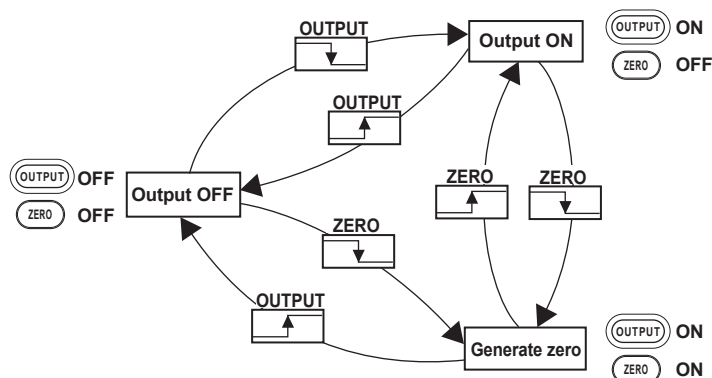 OUTPUT
Output ON
OUTPUT ON
ZERO OFF
OUTPUT
OUTPUT OFF
ZERO OFF
Output OFF
ZERO
ZERO
ZERO
OUTPUT
Generate zero
OUTPUT ON
ZERO ON